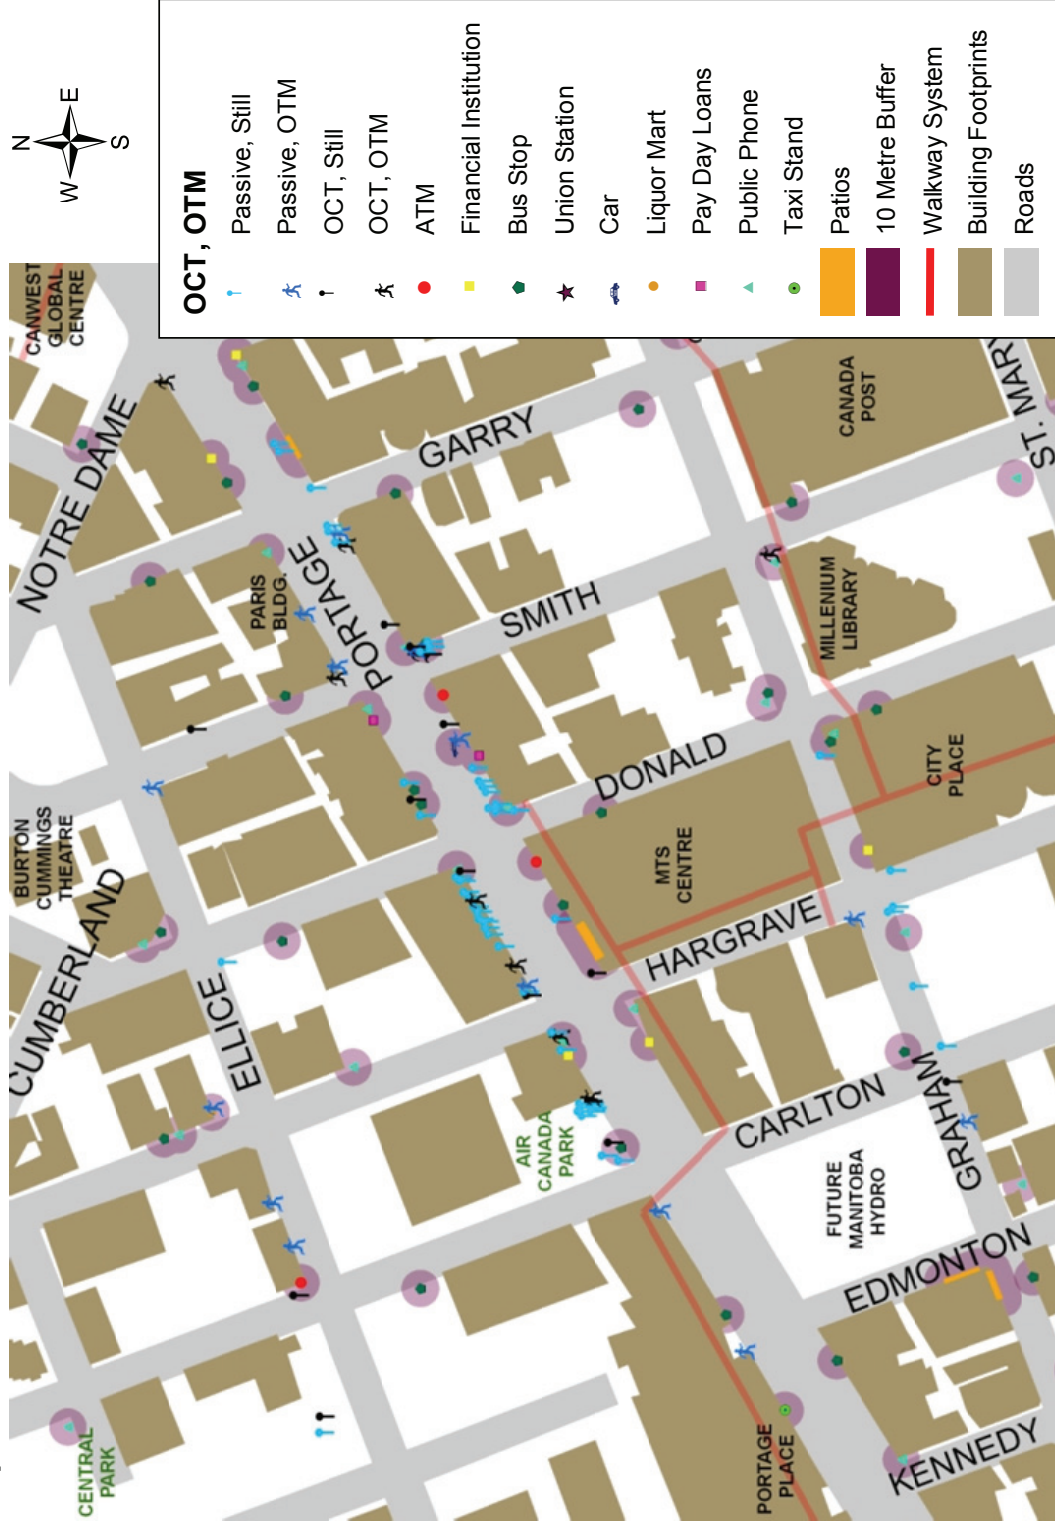 N
W E
S
OCT, OTM
Passive, Still
Passive, OTM
OCT, Still
OCT, OTM
ATM
Financial Institution
Bus Stop
Union Station
Car
Liquor Mart
Pay Day Loans
Public Phone
Taxi Stand
Patios
10 Metre Buffer
Walkway System
Building Footprints
Roads
CANWEST
GLOBAL
CENTRE
NOTRE DAME
GARRY
CANADA
POST
ST. MARY
PARIS
BLDG.
PORTAGE
SMITH
MILLENIUM
LIBRARY
BURTON
CUMMINGS
THEATRE
DONALD
CITY
PLACE
CUMBERLAND
MTS
CENTRE
ELLICE
HARGRAVE
AIR
CANADA
PARK
CARLTON
GRAHAM
FUTURE
MANITOBA
HYDRO
EDMONTON
CENTRAL
PARK
PORTAGE
PLACE
KENNEDY